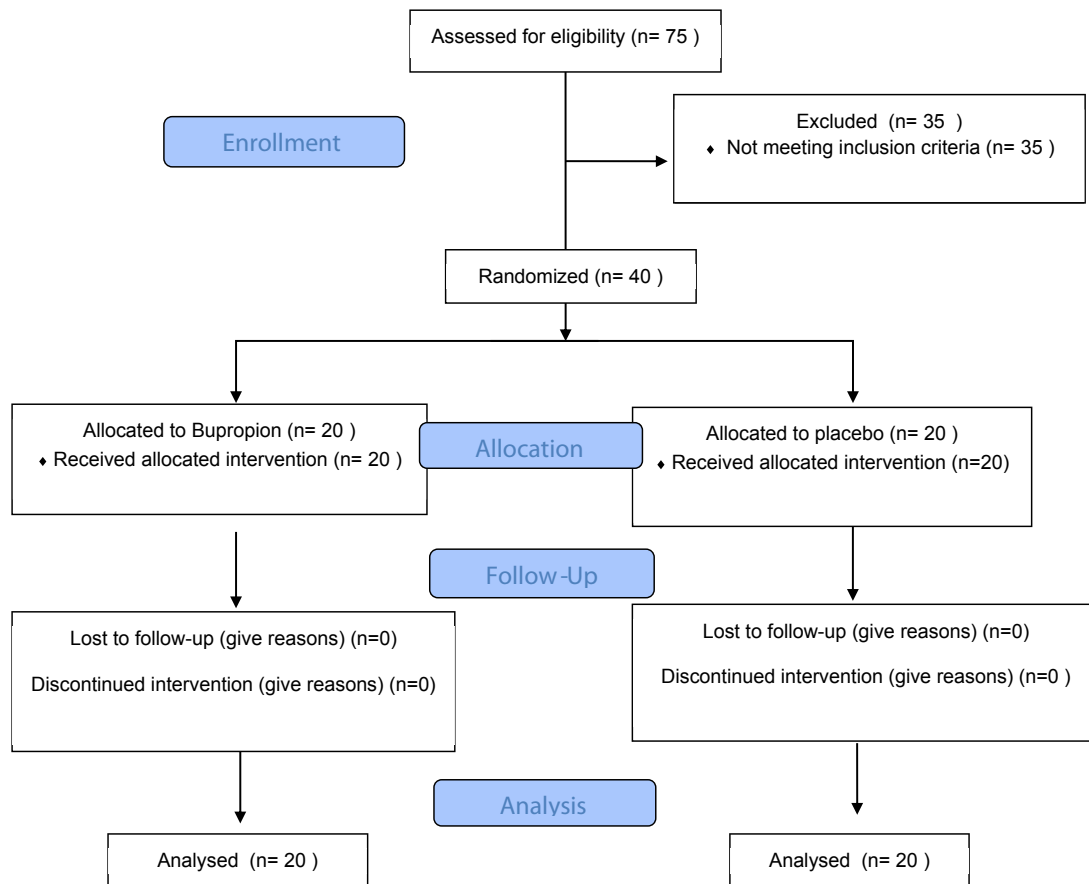 Assessed for eligibility (n= 75 )
Enrollment
Excluded (n= 35 )
♦ Not meeting inclusion criteria (n= 35 )
Randomized (n= 40 )
Allocated to Bupropion (n= 20 )
♦ Received allocated intervention (n= 20 )
Allocation
Allocated to placebo (n= 20 )
♦ Received allocated intervention (n=20)
Follow-Up
Lost to follow-up (give reasons) (n=0)
Discontinued intervention (give reasons) (n=0)
Lost to follow-up (give reasons) (n=0)
Discontinued intervention (give reasons) (n=0 )
Analysis
Analysed (n= 20 )
Analysed (n= 20 )